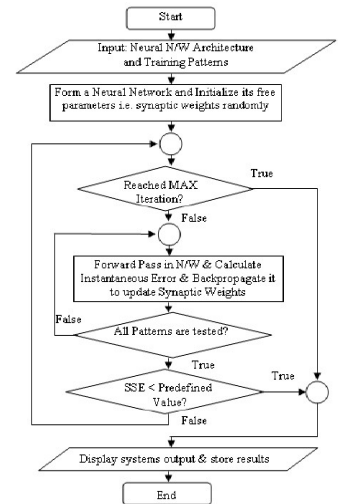 Start
Input: Neural N/W Architecture
and Training Patterns
Form a Neural Network and Initialize its free
parameters i.e. synaptic weights randomly
True
Reached MAX
Iteration?
False
Forward Pass in N/W & Calculate
Instantaneous Error & Backpropagate it
to update Synaptic Weights
False
All Patterns are tested?
True
True
SSE < Predefined
Value?
False
Display systems output & store results
End